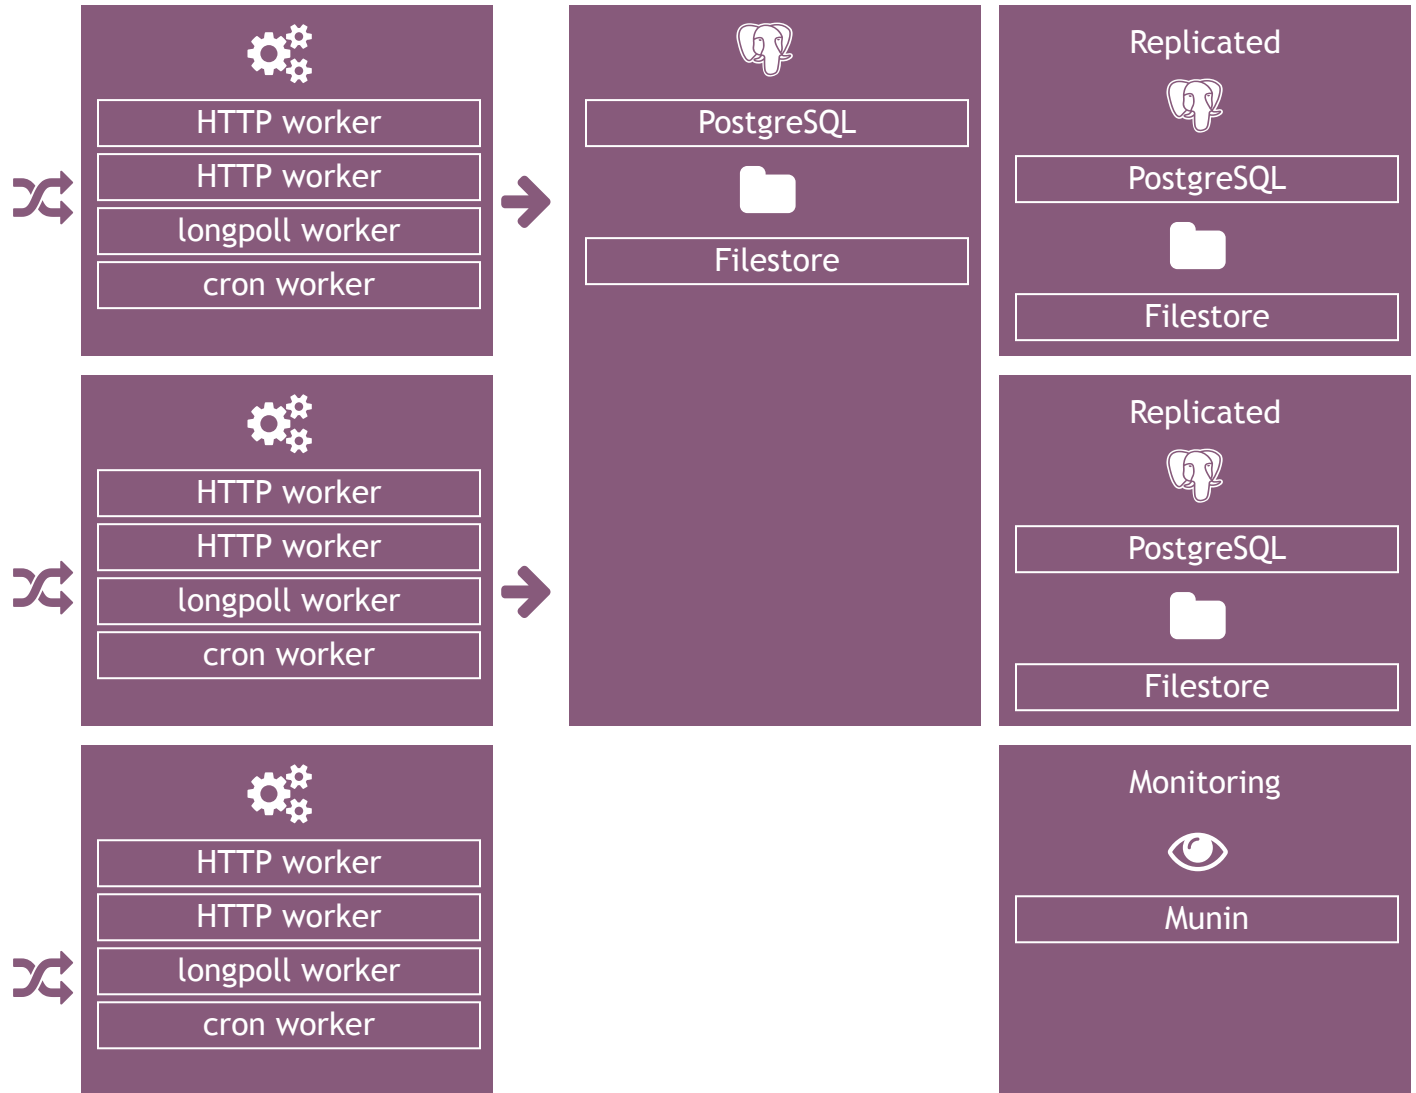 HTTP worker
HTTP worker
longpoll worker
cron worker
PostgreSQL
Filestore
Replicated
PostgreSQL
Filestore
HTTP worker
HTTP worker
longpoll worker
cron worker
Replicated
PostgreSQL
Filestore
HTTP worker
HTTP worker
longpoll worker
cron worker
Monitoring
Munin